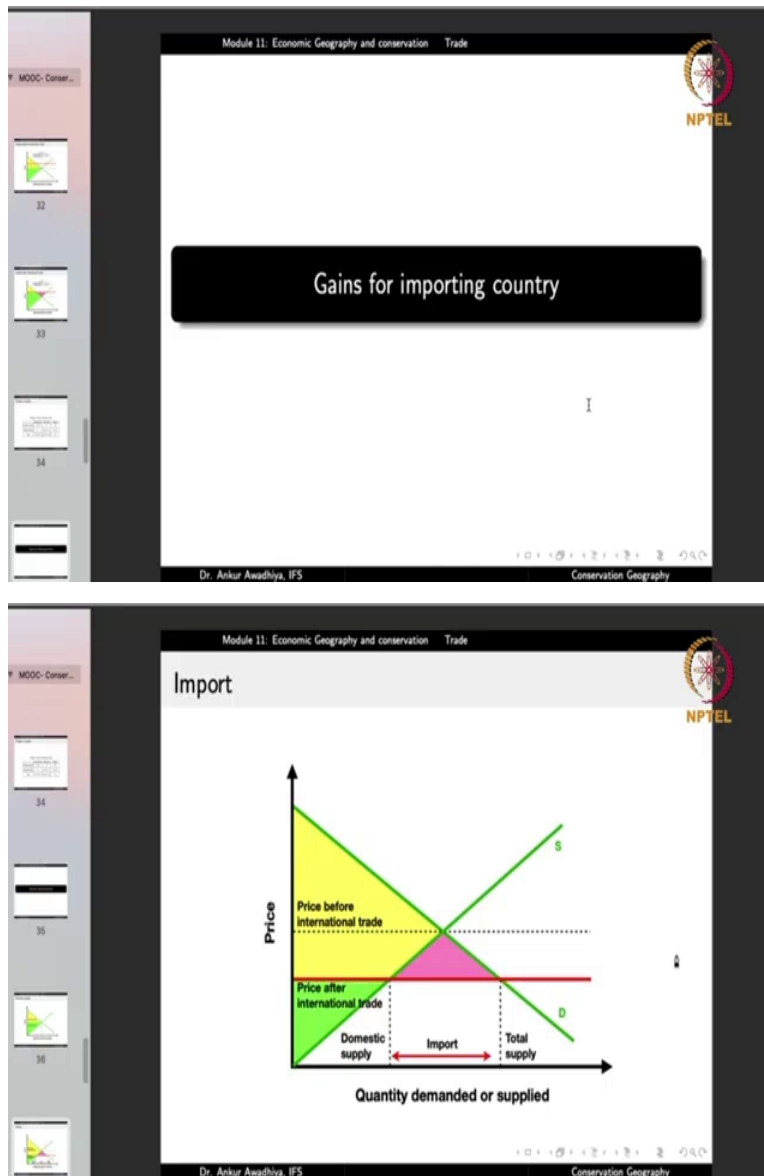 Module 11: Economic Geography and conservation Trade
MOOC- Conser...
NPTEL
32
33
34
Gains for importing country
Dr. Ankur Awadhiya, IFS
Conservation Geography
Module 11: Economic Geography and conservation Trade
MOOC- Conser...
Import
NPTEL
34
35
36
S
Price
Price before
international trade
Price after
international trade
D
Domestic
supply
Import
Total
supply
Quantity demanded or supplied
Dr. Ankur Awadhiya, IFS
Conservation Geography